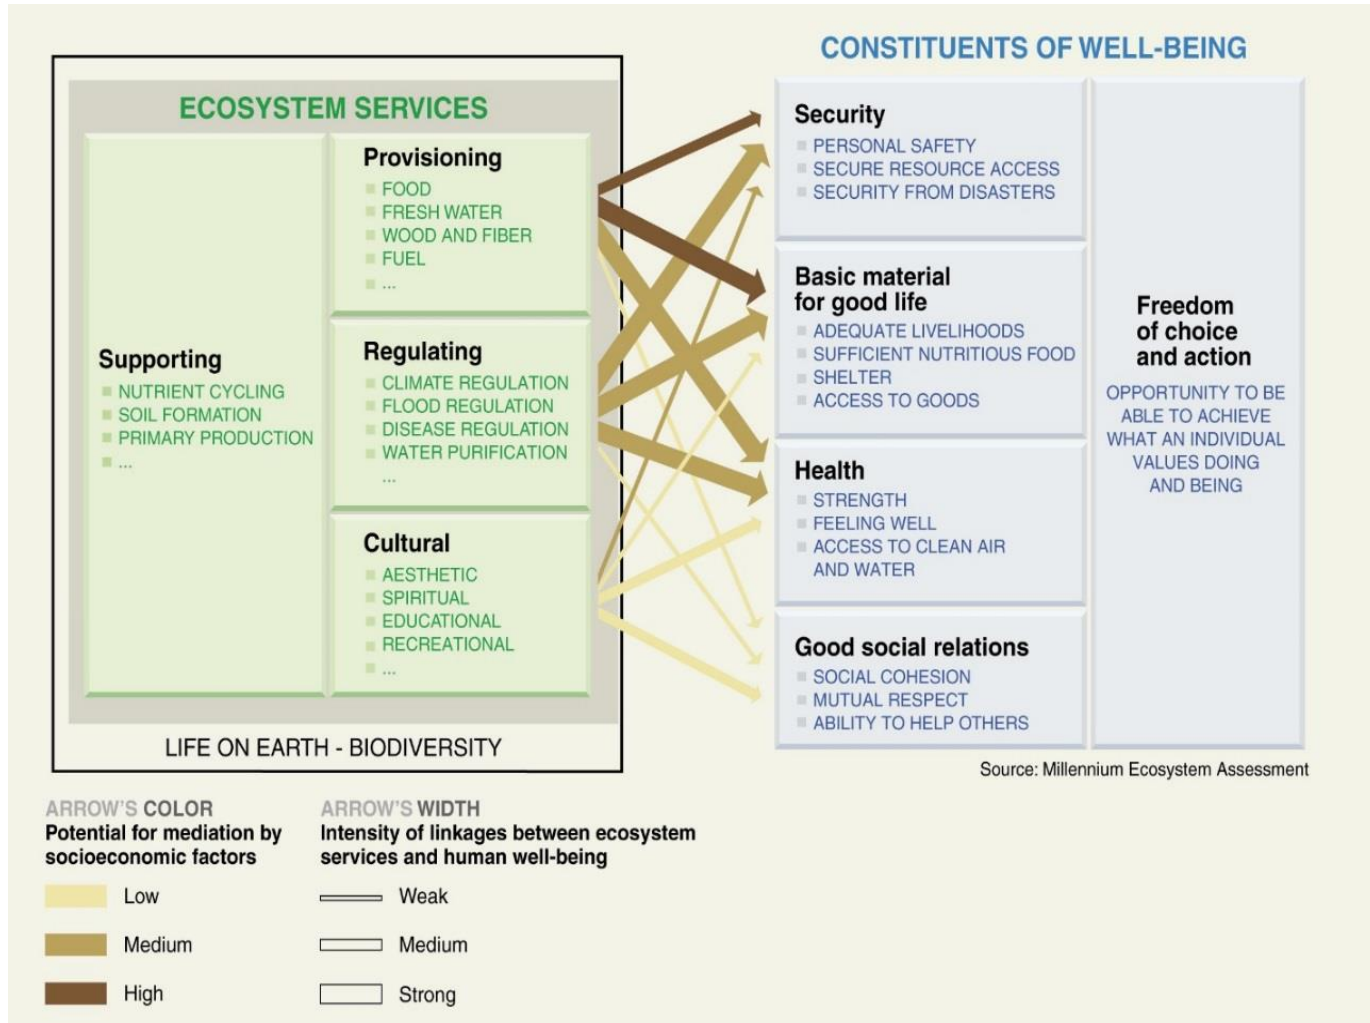 CONSTITUENTS OF WELL-BEING
ECOSYSTEM SERVICES
Supporting
NUTRIENT CYCLING
SOIL FORMATION
PRIMARY PRODUCTION
...
Provisioning
FOOD
FRESH WATER
WOOD AND FIBER
FUEL
...
Regulating
CLIMATE REGULATION
FLOOD REGULATION
DISEASE REGULATION
WATER PURIFICATION
...
Cultural
AESTHETIC
SPIRITUAL
EDUCATIONAL
RECREATIONAL
...
LIFE ON EARTH - BIODIVERSITY
Security
PERSONAL SAFETY
SECURE RESOURCE ACCESS
SECURITY FROM DISASTERS
Basic material
for good life
ADEQUATE LIVELIHOODS
SUFFICIENT NUTRITIOUS FOOD
SHELTER
ACCESS TO GOODS
Health
STRENGTH
FEELING WELL
ACCESS TO CLEAN AIR
AND WATER
Good social relations
SOCIAL COHESION
MUTUAL RESPECT
ABILITY TO HELP OTHERS
Freedom
of choice
and action
OPPORTUNITY TO BE
ABLE TO ACHIEVE
WHAT AN INDIVIDUAL
VALUES DOING
AND BEING
Source: Millennium Ecosystem Assessment
ARROW'S COLOR
Potential for mediation by
socioeconomic factors
Low
Medium
High
ARROW'S WIDTH
Intensity of linkages between ecosystem
services and human well-being
Weak
Medium
Strong